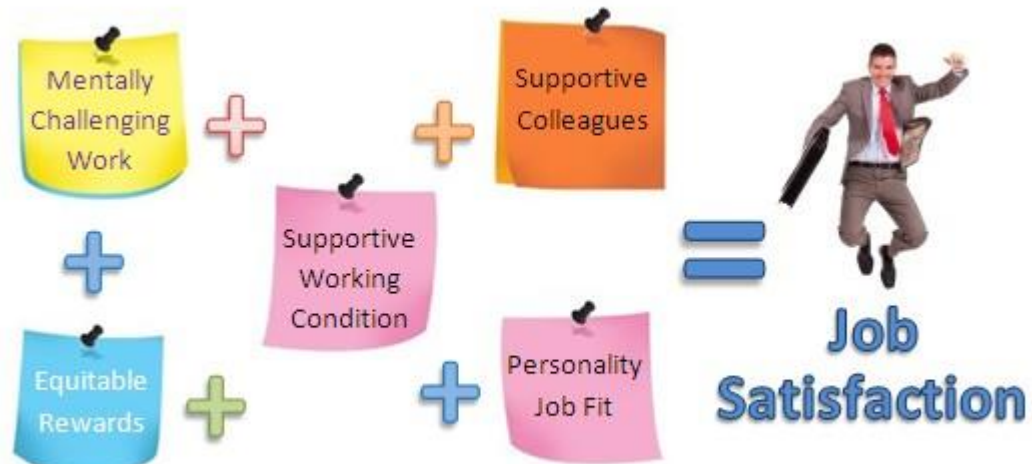 Mentally
Challenging
Work
Supportive
Colleagues
Supportive
Working
Condition
Equitable
Rewards
Personality
Job Fit
Job
Satisfaction